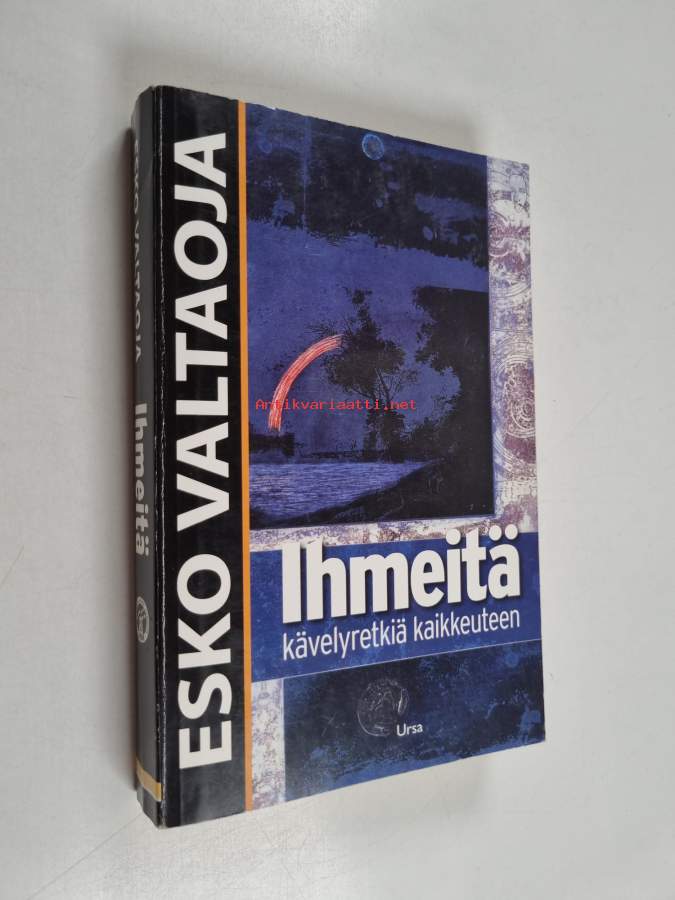 ESKO VALTAOJA
Ihmeitä
ESKO VALTAOJA
Antikvariaatti.net
Ihmeitä
kävelyretkiä kaikkeuteen
Ursa